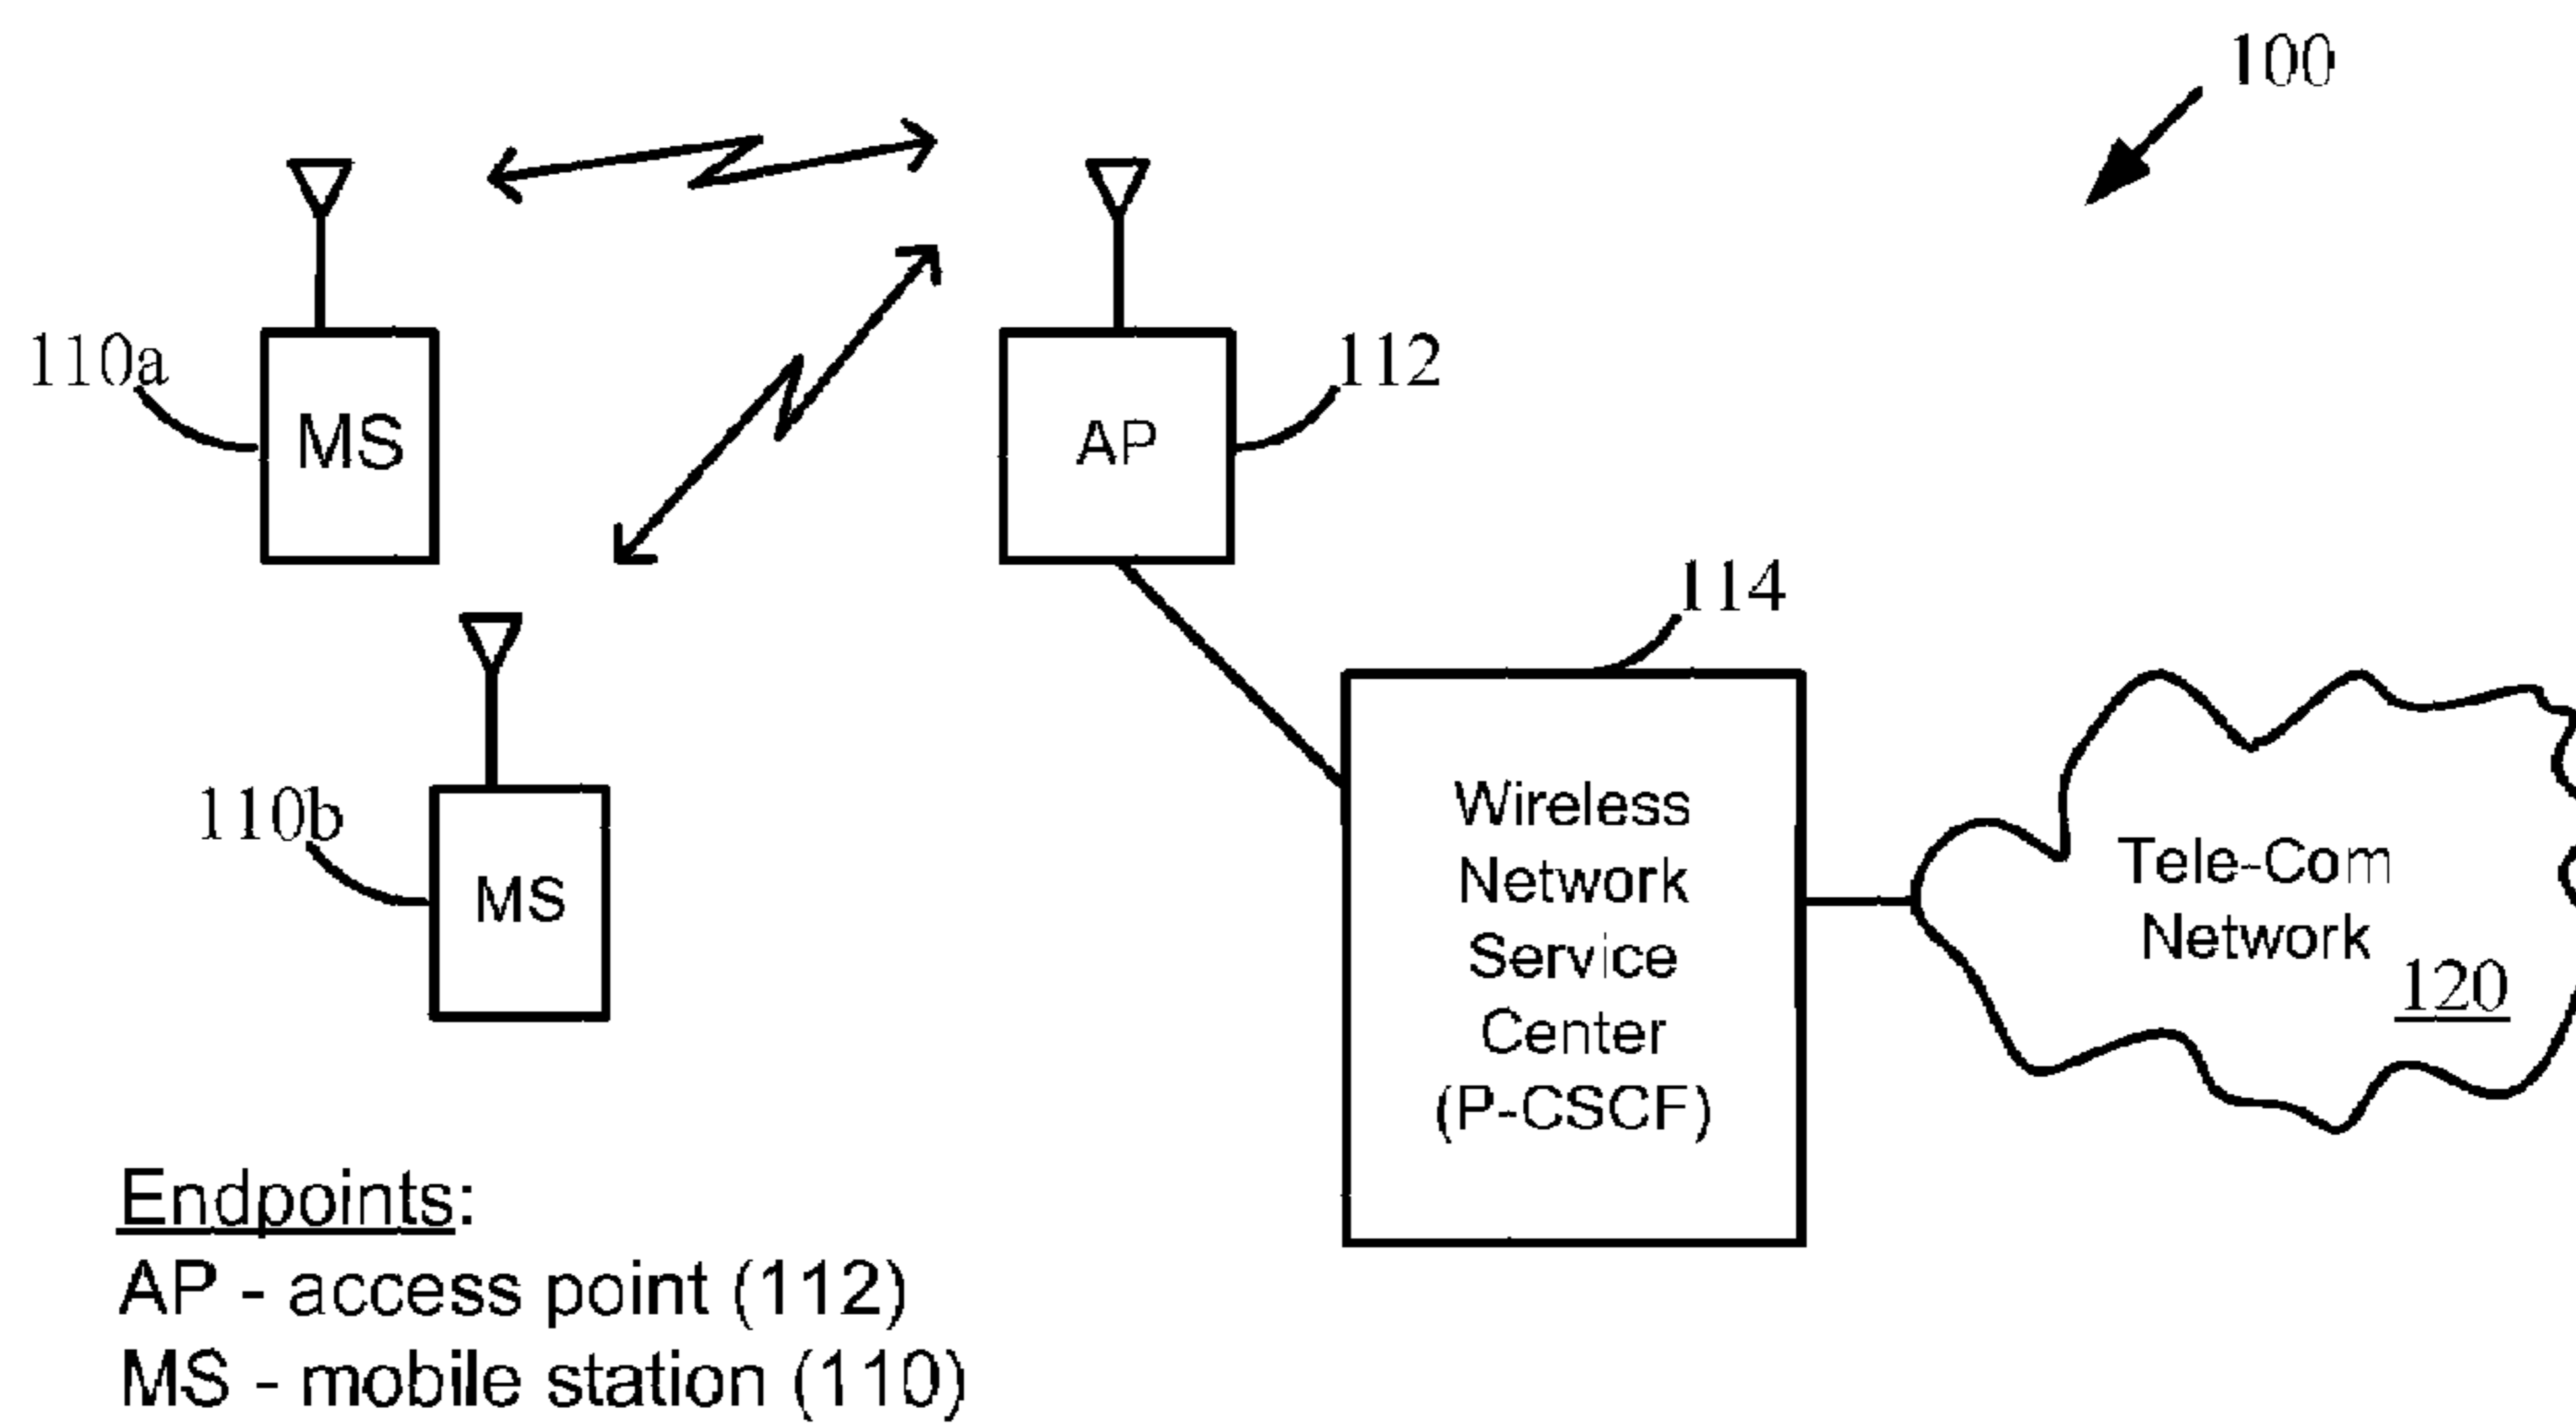 100
110a
MS
AP
112
114
110b
MS
Wireless
Network
Service
Center
(P-CSCF)
Tele-Com
Network
120
Endpoints:
AP - access point (112)
MS - mobile station (110)